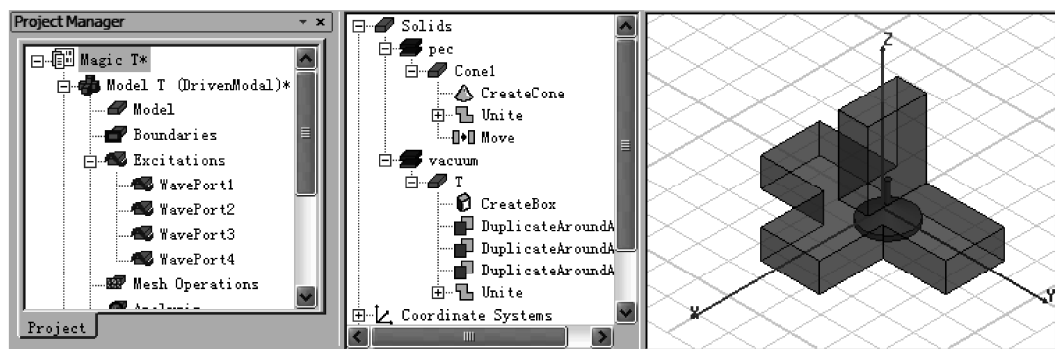 Project Manager
Magic T*
Model T (DrivenModal)*
Model
Boundaries
Excitations
WavePort1
WavePort2
WavePort3
WavePort4
Mesh Operations
Analysis
Project
Solids
pec
Cone1
CreateCone
Unite
Move
vacuum
T
CreateBox
DuplicateAroundA
DuplicateAroundA
DuplicateAroundA
Unite
Coordinate Systems
Z
X
Y